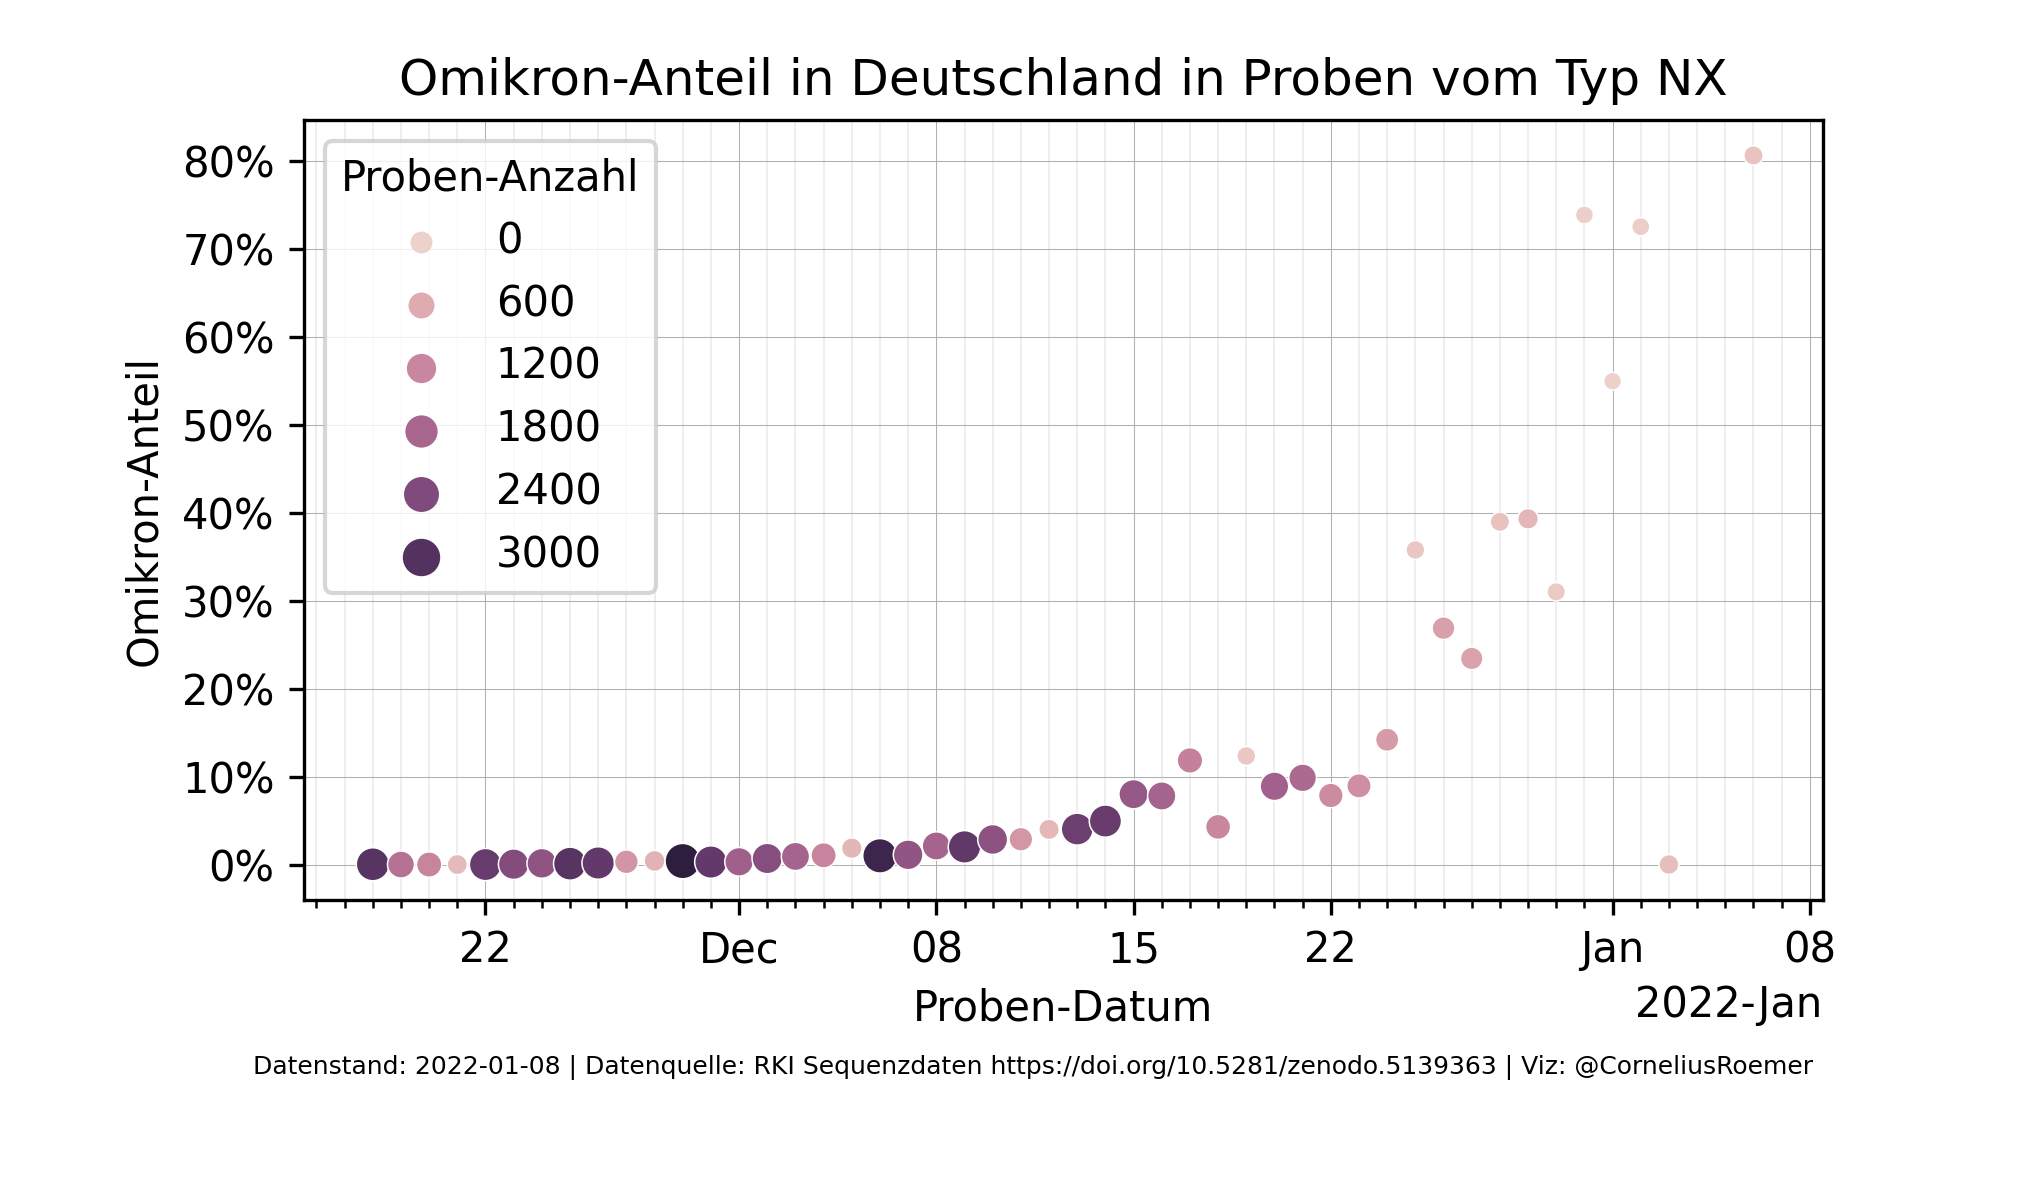 Omikron-Anteil in Deutschland in Proben vom Typ NX
Proben-Anzahl
0
600
1200
1800
2400
3000
80%
70%
60%
50%
40%
30%
20%
10%
0%
Omikron-Anteil
22 Dec 08 15 22 Jan 08
Proben-Datum
2022-Jan
Datenstand: 2022-01-08 | Datenquelle: RKI Sequenzdaten https://doi.org/10.5281/zenodo.5139363 | Viz: @CorneliusRoemer